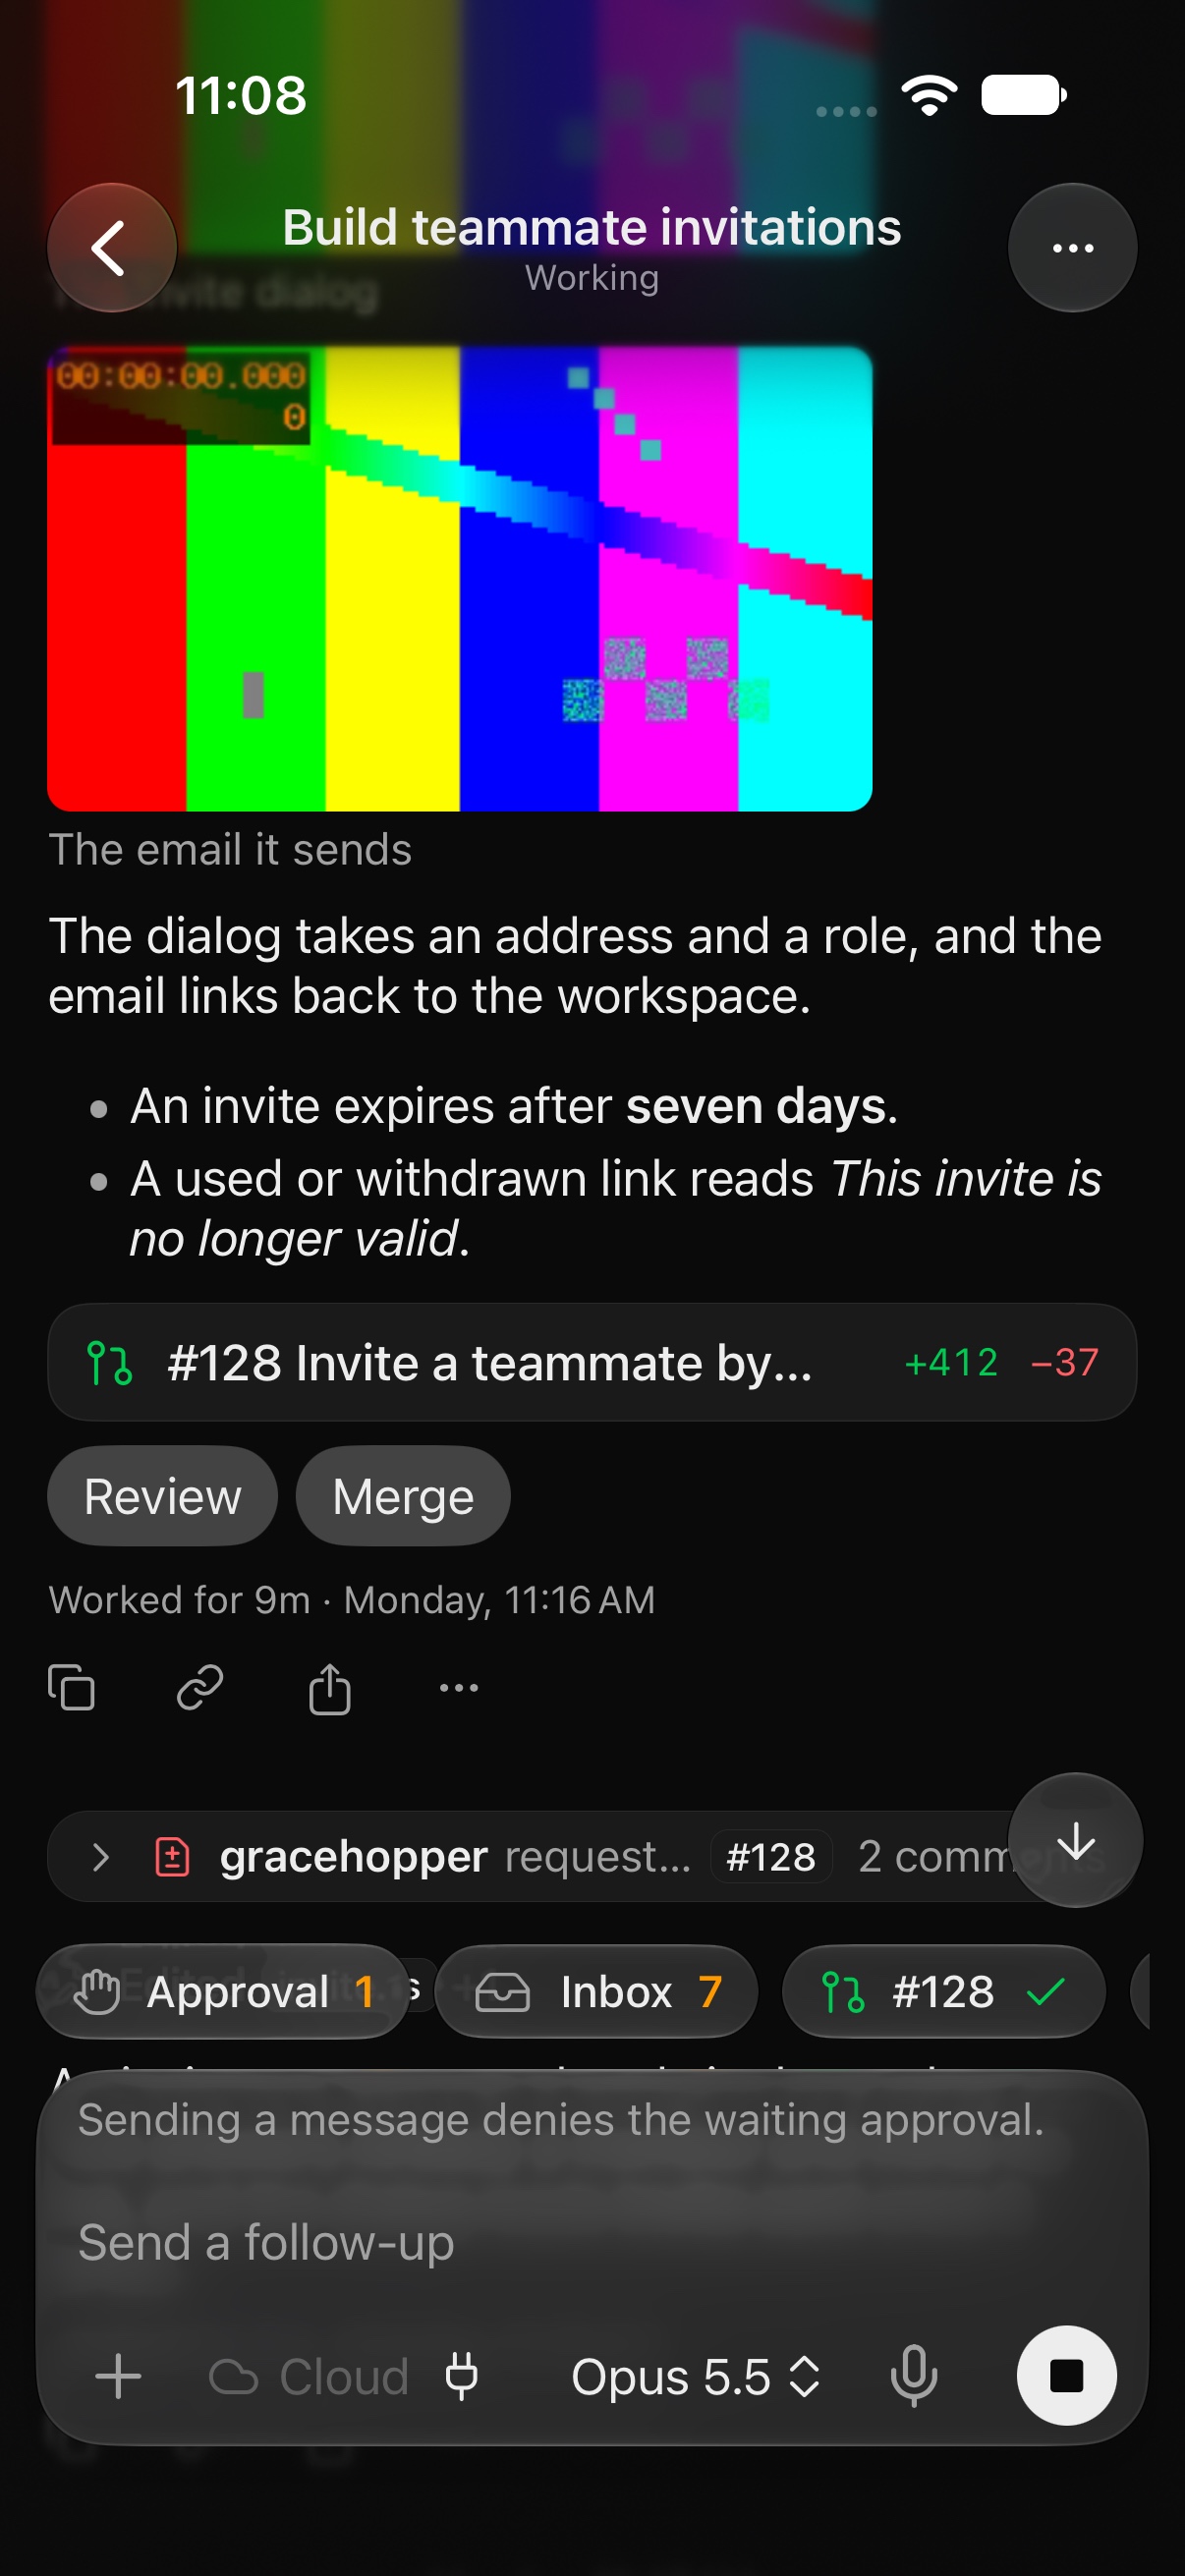 11:08
Build teammate invitations
Working
invite dialog
00:00:00.000
0
The email it sends
The dialog takes an address and a role, and the
email links back to the workspace.
An invite expires after seven days.
A used or withdrawn link reads This invite is
no longer valid.
#128 Invite a teammate by... +412 −37
Review Merge
Worked for 9m · Monday, 11:16 AM
gracehopper request... #128 2 comments
Approval 1 Inbox 7 #128
Sending a message denies the waiting approval.
Send a follow-up
Cloud Opus 5.5